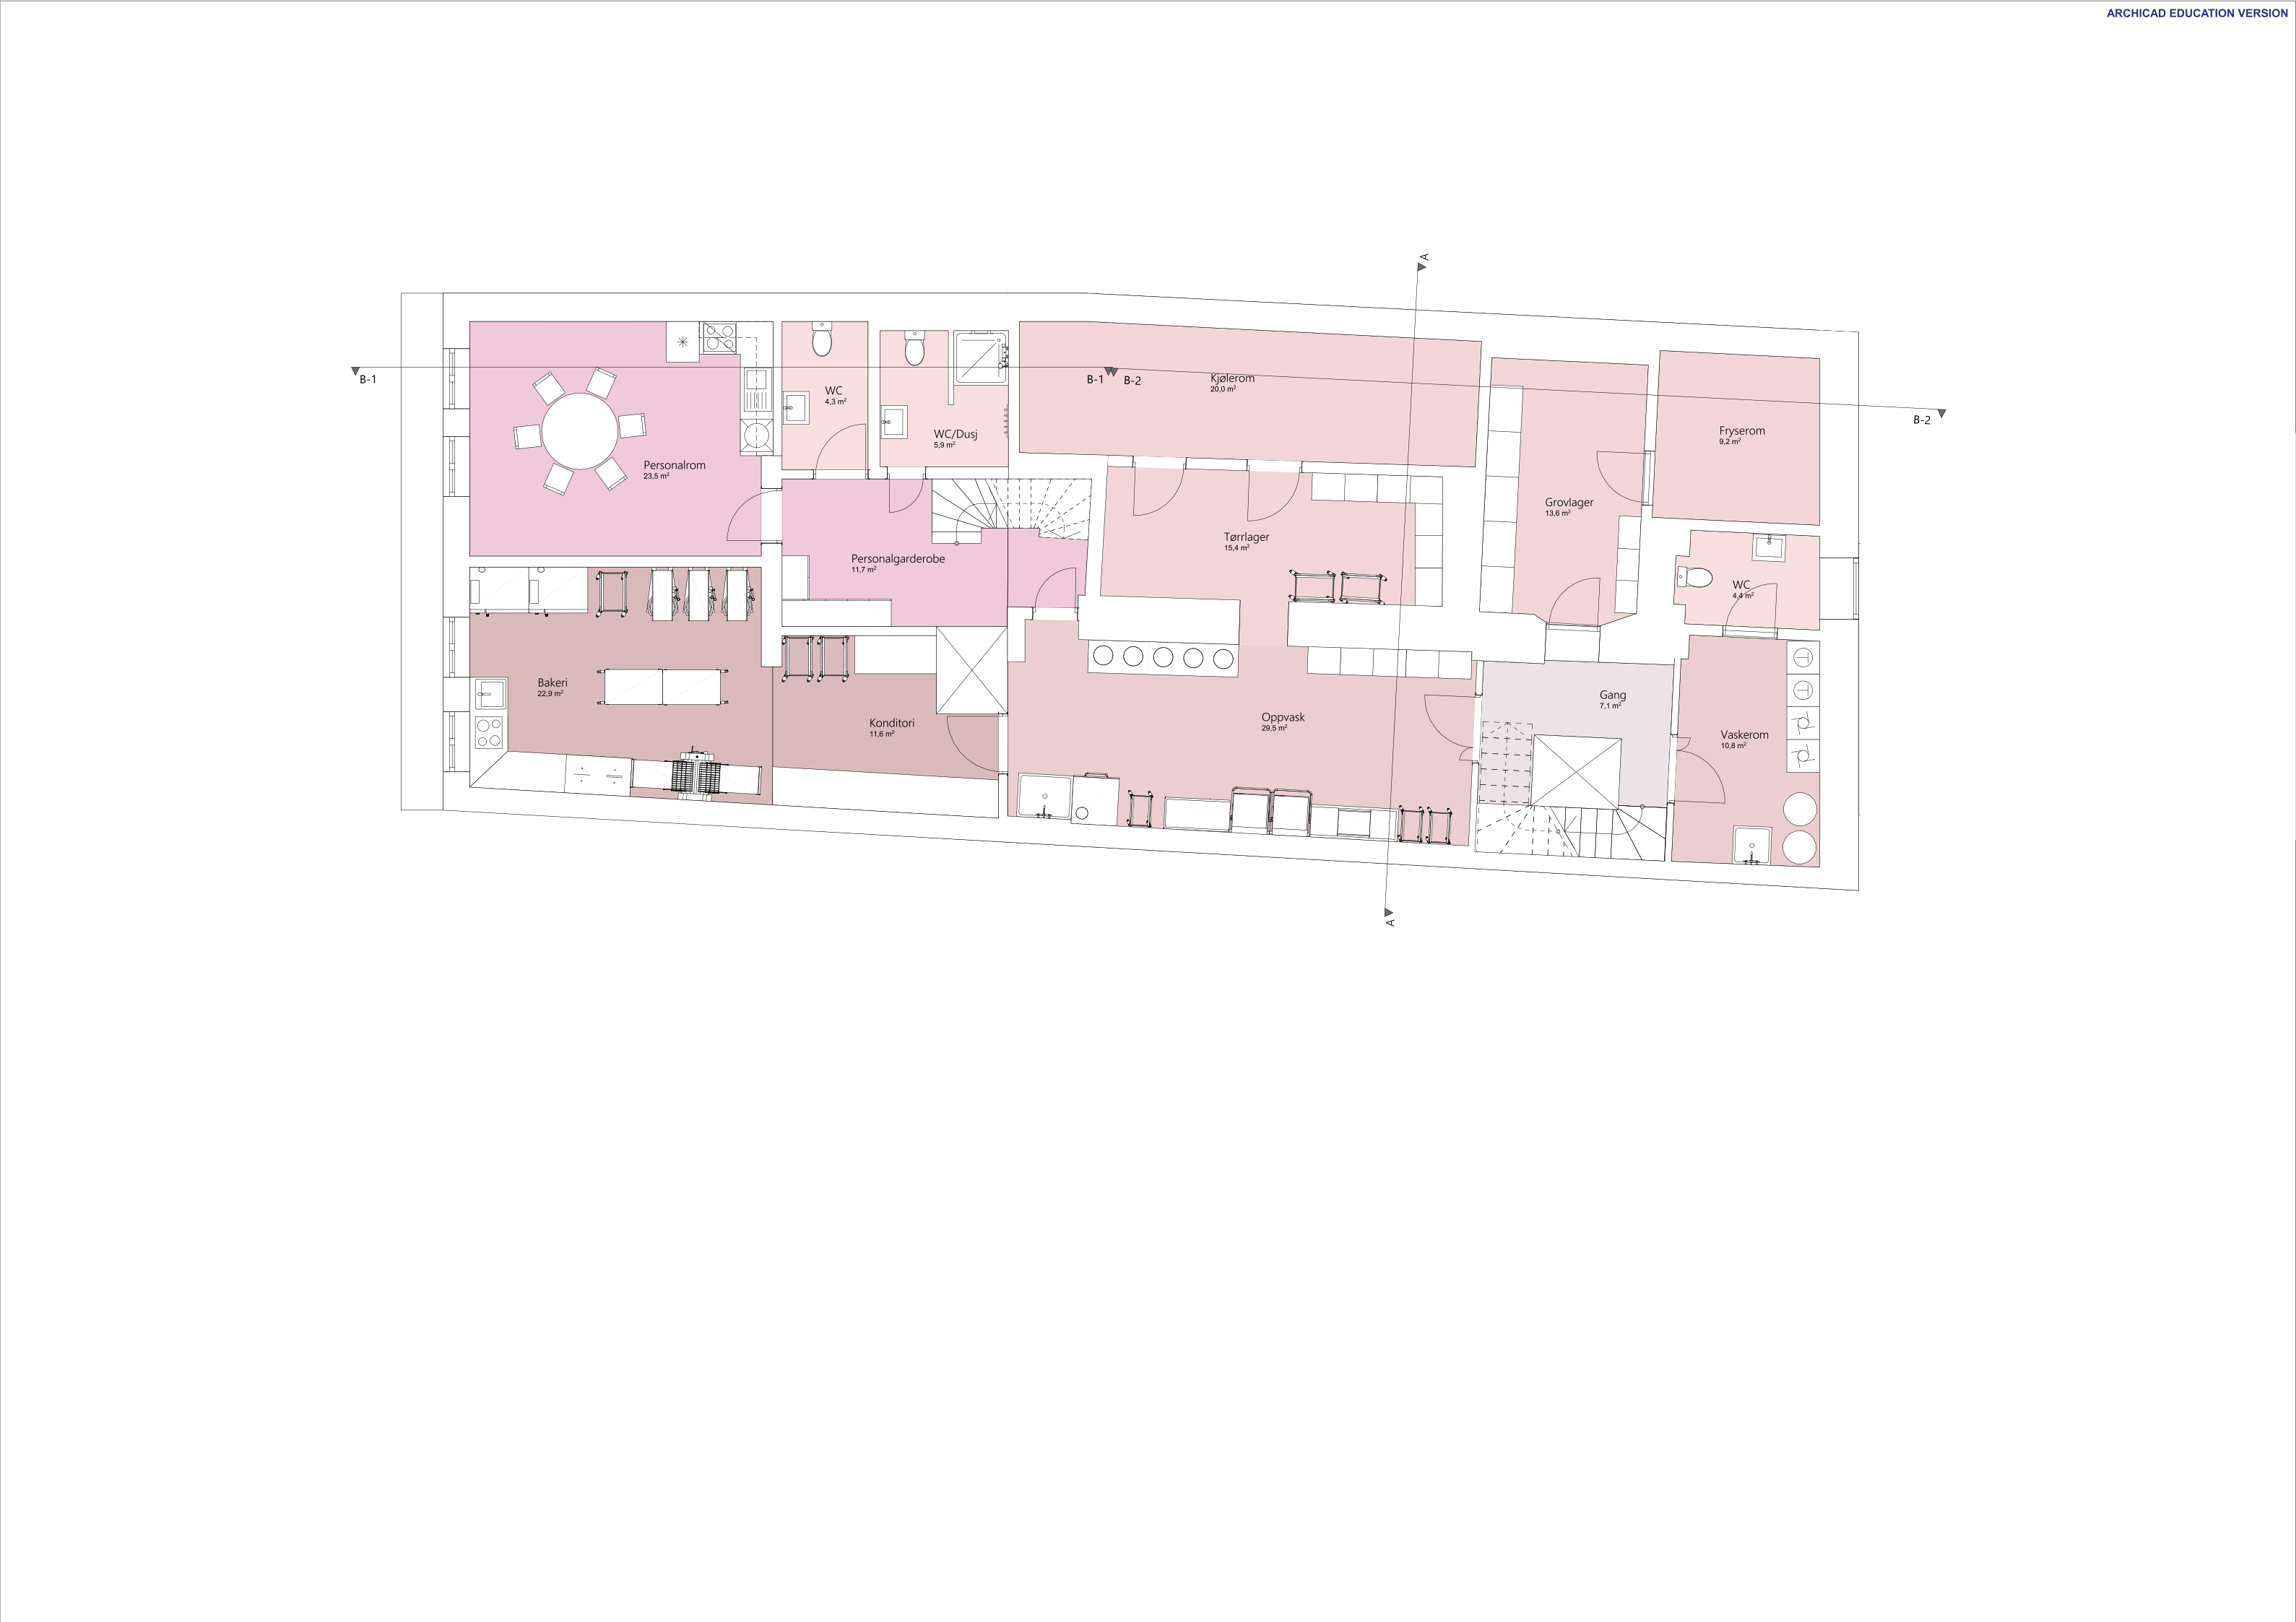 ARCHICAD EDUCATION VERSION
A
B-1
B-1
B-2
B-2
Kjølerom
20,0 m²
WC
4,3 m²
WC/Dusj
5,9 m²
Fryserom
9,2 m²
Personalrom
23,5 m²
Grovlager
13,6 m²
Tørrlager
15,4 m²
Personalgarderobe
11,7 m²
WC
4,4 m²
Bakeri
22,9 m²
Konditori
11,6 m²
Oppvask
29,5 m²
Gang
7,1 m²
Vaskerom
10,8 m²
A